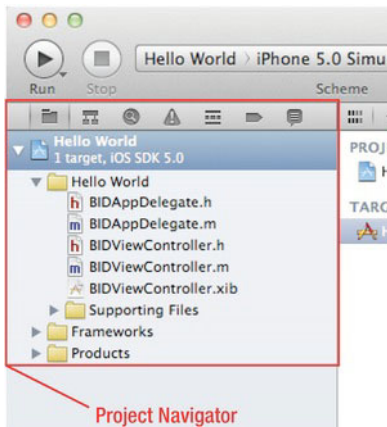 Hello World iPhone 5.0 Simu
Run Stop Scheme
Hello World
1 target, iOS SDK 5.0
PROJ
Hello World
H
h BIDAppDelegate.h
TARG
m BIDAppDelegate.m
h BIDViewController.h
H
m BIDViewController.m
BIDViewController.xib
Supporting Files
Frameworks
Products
Project Navigator